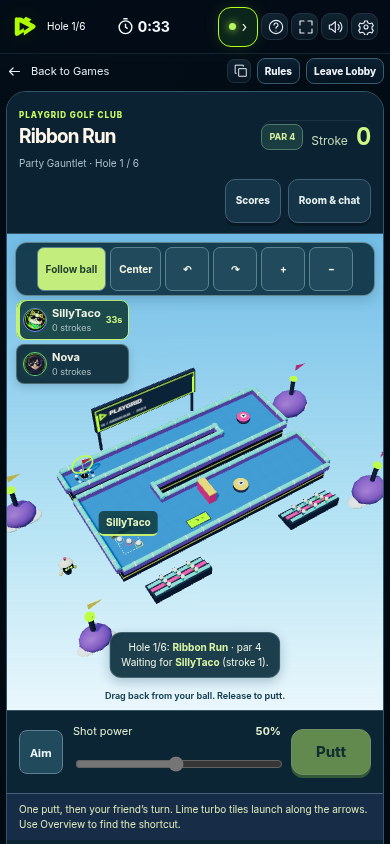 Hole 1/6
0:33
Back to Games
Rules
Leave Lobby
PLAYGRID GOLF CLUB
Ribbon Run
PAR 4
Stroke 0
Party Gauntlet · Hole 1 / 6
Scores
Room & chat
Follow ball
Center
↶
↷
+
−
SillyTaco
0 strokes
33s
Nova
0 strokes
PLAYGRID
SillyTaco
Hole 1/6: Ribbon Run · par 4
Waiting for SillyTaco (stroke 1).
Drag back from your ball. Release to putt.
Aim
Shot power
50%
Putt
One putt, then your friend's turn. Lime turbo tiles launch along the arrows.
Use Overview to find the shortcut.